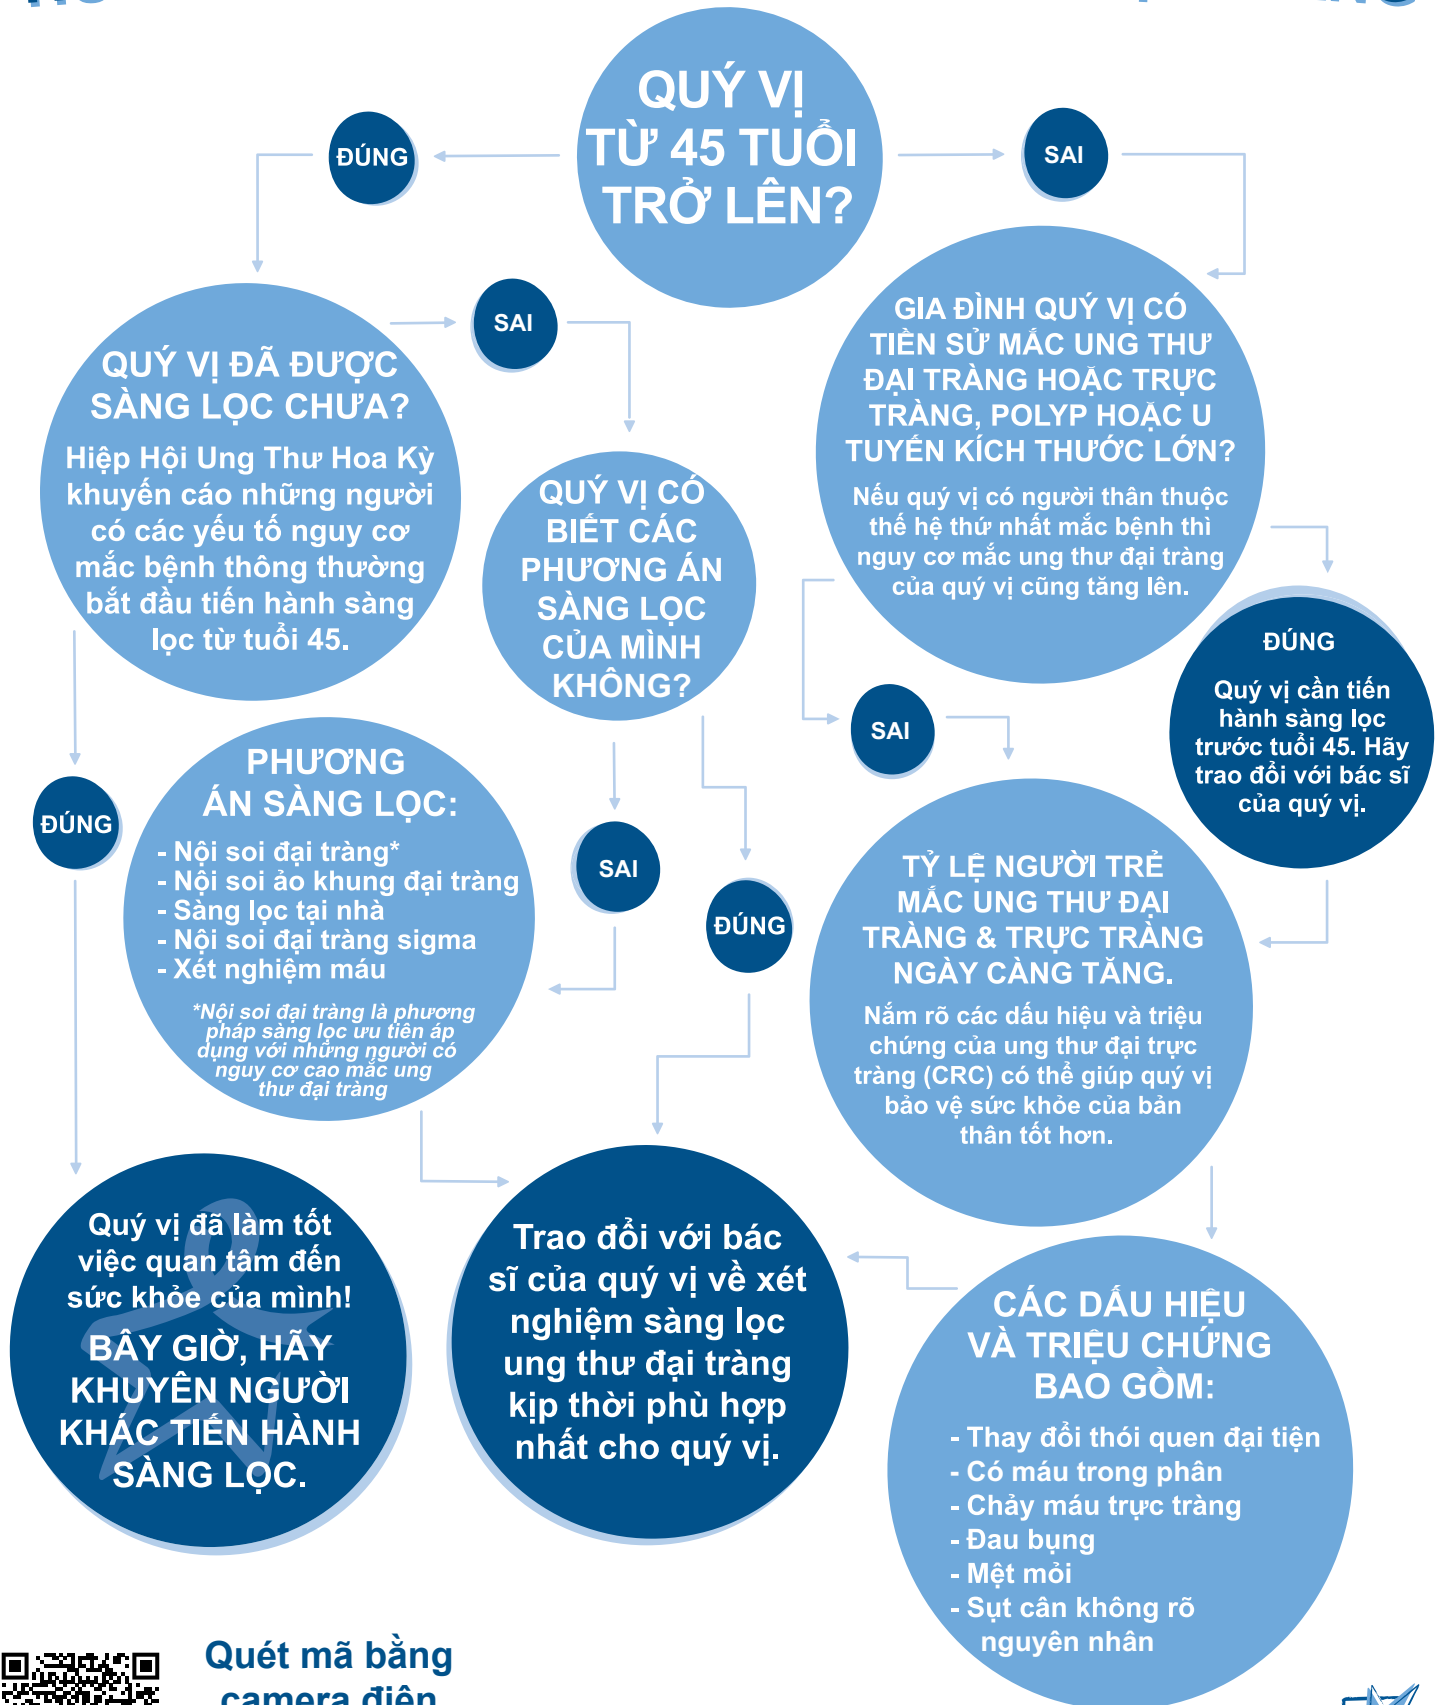 QUÝ VỊ
TỪ 45 TUỔI
TRỞ LÊN?
ĐÚNG
SAI
QUÝ VỊ ĐÃ ĐƯỢC
SÀNG LỌC CHƯA?
Hiệp Hội Ung Thư Hoa Kỳ
khuyến cáo những người
có các yếu tố nguy cơ
mắc bệnh thông thường
bắt đầu tiến hành sàng
lọc từ tuổi 45.
SAI
QUÝ VỊ CÓ
BIẾT CÁC
PHƯƠNG ÁN
SÀNG LỌC
CỦA MÌNH
KHÔNG?
GIA ĐÌNH QUÝ VỊ CÓ
TIỀN SỬ MẮC UNG THƯ
ĐẠI TRÀNG HOẶC TRỰC
TRÀNG, POLYP HOẶC U
TUYẾN KÍCH THƯỚC LỚN?
Nếu quý vị có người thân thuộc
thế hệ thứ nhất mắc bệnh thì
nguy cơ mắc ung thư đại tràng
của quý vị cũng tăng lên.
ĐÚNG
Quý vị cần tiến
hành sàng lọc
trước tuổi 45. Hãy
trao đổi với bác sĩ
của quý vị.
SAI
ĐÚNG
PHƯƠNG
ÁN SÀNG LỌC:
- Nội soi đại tràng*
- Nội soi ảo khung đại tràng
- Sàng lọc tại nhà
- Nội soi đại tràng sigma
- Xét nghiệm máu
*Nội soi đại tràng là phương
pháp sàng lọc ưu tiên áp
dụng với những người có
nguy cơ cao mắc ung
thư đại tràng
SAI
ĐÚNG
TỶ LỆ NGƯỜI TRẺ
MẮC UNG THƯ ĐẠI
TRÀNG & TRỰC TRÀNG
NGÀY CÀNG TĂNG.
Nắm rõ các dấu hiệu và triệu
chứng của ung thư đại trực
tràng (CRC) có thể giúp quý vị
bảo vệ sức khỏe của bản
thân tốt hơn.
Quý vị đã làm tốt
việc quan tâm đến
sức khỏe của mình!
BÂY GIỜ, HÃY
KHUYÊN NGƯỜI
KHÁC TIẾN HÀNH
SÀNG LỌC.
Trao đổi với bác
sĩ của quý vị về xét
nghiệm sàng lọc
ung thư đại tràng
kịp thời phù hợp
nhất cho quý vị.
CÁC DẤU HIỆU
VÀ TRIỆU CHỨNG
BAO GỒM:
- Thay đổi thói quen đại tiện
- Có máu trong phân
- Chảy máu trực tràng
- Đau bụng
- Mệt mỏi
- Sụt cân không rõ
nguyên nhân
Quét mã bằng
camera điện